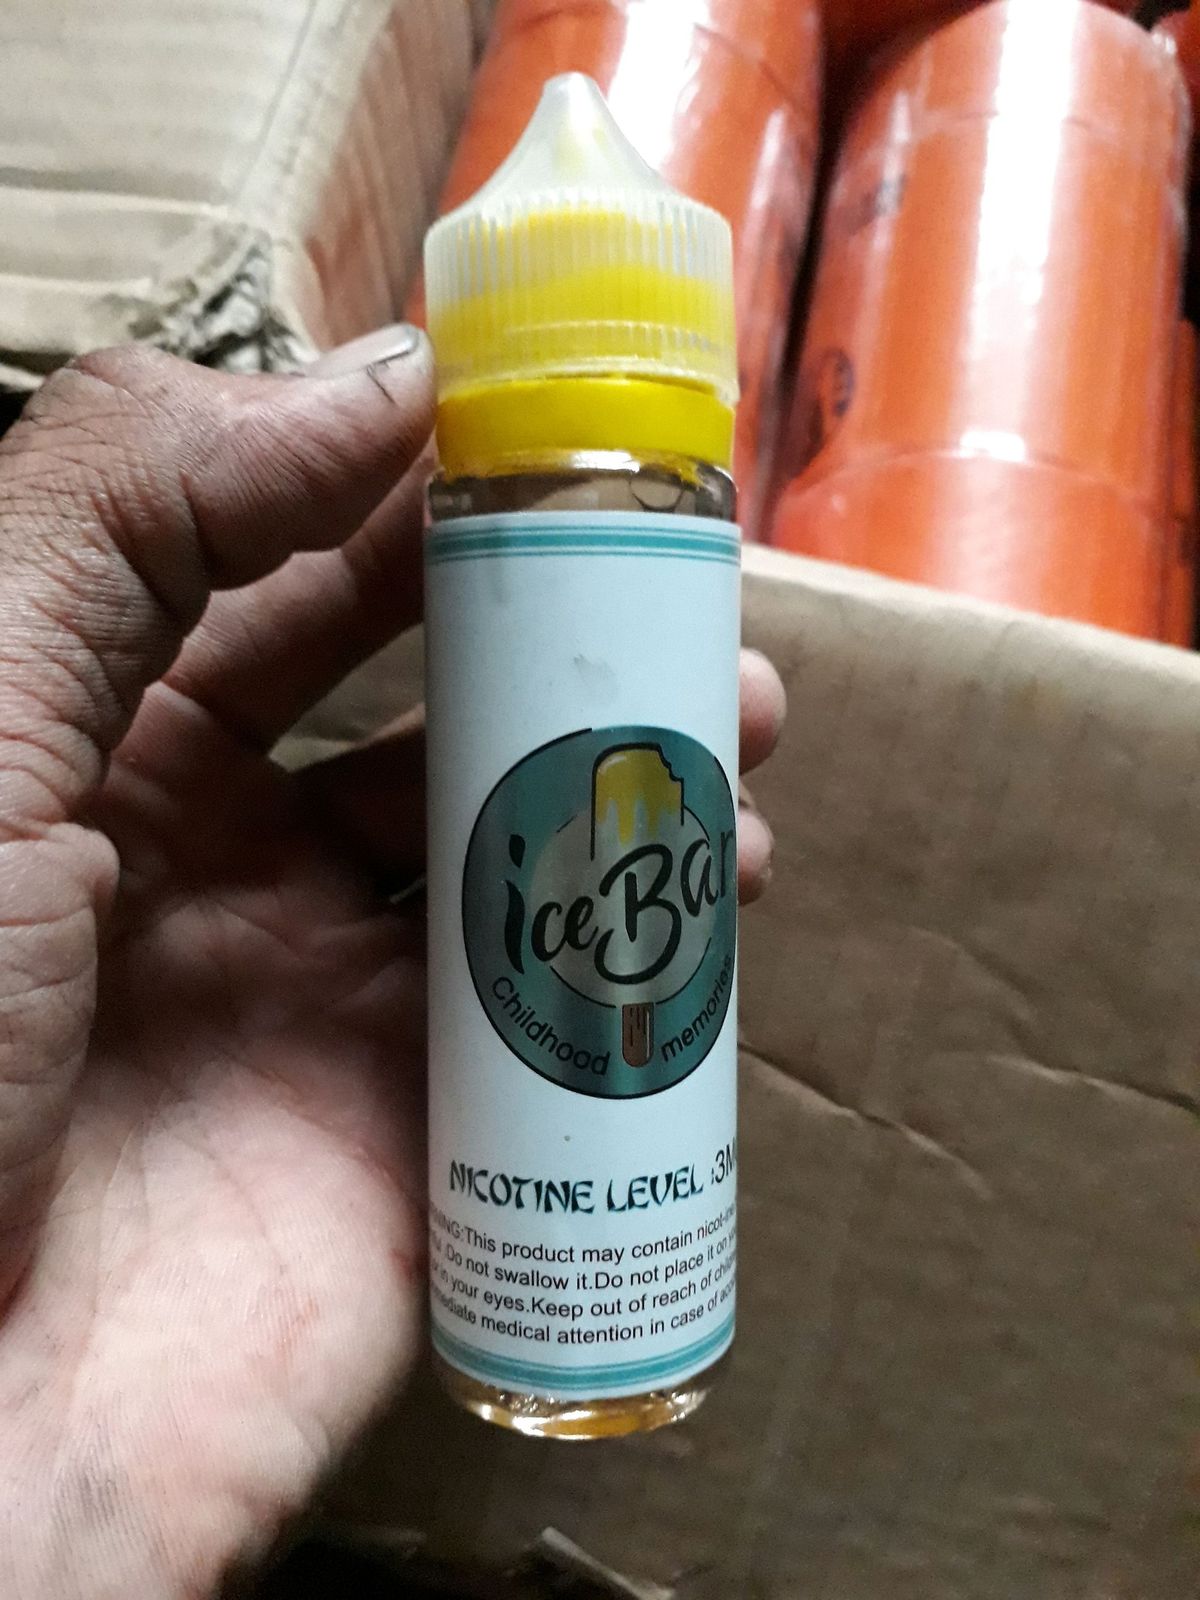 iceBar
Childhood memories
NICOTINE LEVEL :3M
This product may contain
Do not swallow it.Do not place it on
in your eyes.Keep out of reach of
medical attention in case of